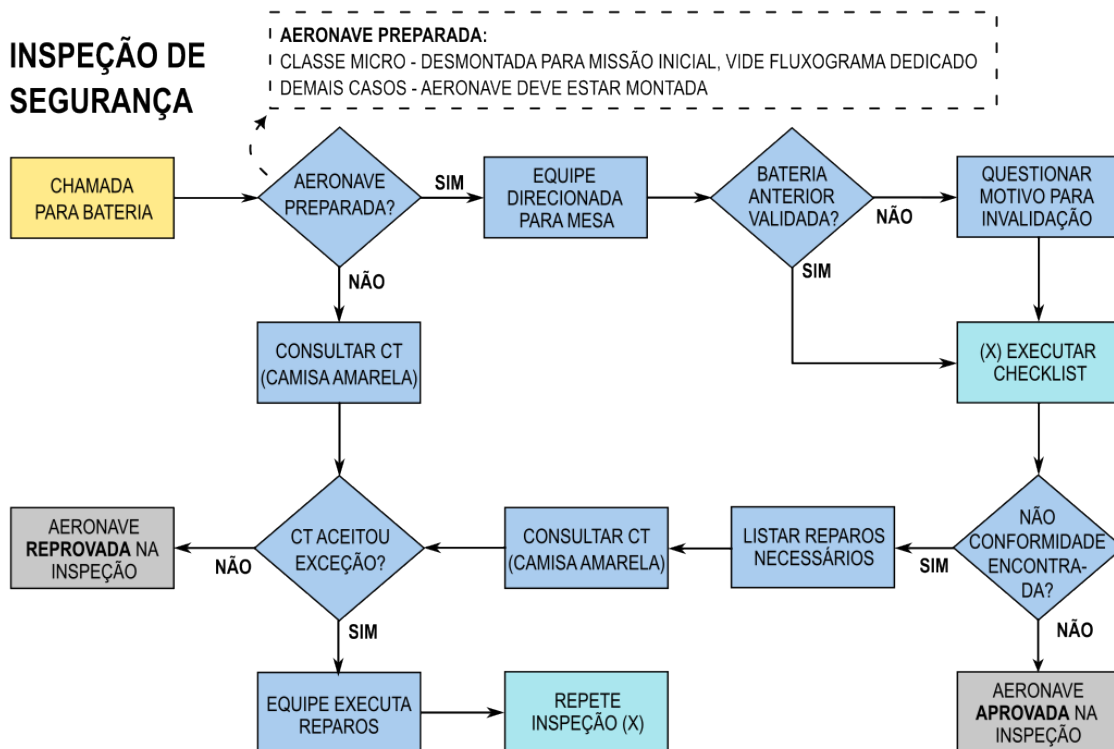 INSPEÇÃO DE
SEGURANÇA
AERONAVE PREPARADA:
CLASSE MICRO - DESMONTADA PARA MISSÃO INICIAL, VIDE FLUXOGRAMA DEDICADO
DEMAIS CASOS - AERONAVE DEVE ESTAR MONTADA
CHAMADA
PARA BATERIA
AERONAVE
PREPARADA?
SIM
EQUIPE
DIRECIONADA
PARA MESA
BATERIA
ANTERIOR
VALIDADA?
NÃO
QUESTIONAR
MOTIVO PARA
INVALIDAÇÃO
NÃO
SIM
CONSULTAR CT
(CAMISA AMARELA)
(X) EXECUTAR
CHECKLIST
AERONAVE
REPROVADA NA
INSPEÇÃO
NÃO
CT ACEITOU
EXCEÇÃO?
CONSULTAR CT
(CAMISA AMARELA)
LISTAR REPAROS
NECESSÁRIOS
SIM
NÃO
CONFORMIDADE
ENCONTRA-
DA?
SIM
NÃO
EQUIPE EXECUTA
REPAROS
REPETE
INSPEÇÃO (X)
AERONAVE
APROVADA NA
INSPEÇÃO